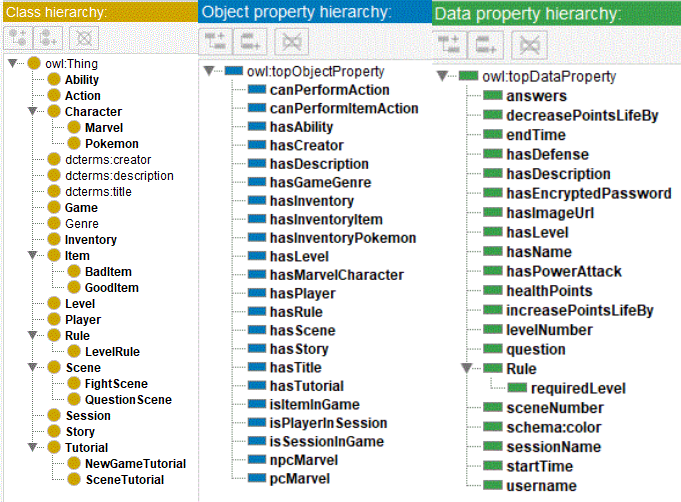 Class hierarchy:
owl:Thing
Ability
Action
Character
Marvel
Pokemon
dcterms:creator
dcterms:description
dcterms:title
Game
Genre
Inventory
Item
BadItem
GoodItem
Level
Player
Rule
LevelRule
Scene
FightScene
QuestionScene
Session
Story
Tutorial
NewGameTutorial
SceneTutorial
Object property hierarchy:
owl:topObjectProperty
canPerformAction
canPerformItemAction
hasAbility
hasCreator
hasDescription
hasGameGenre
hasInventory
hasInventoryItem
hasInventoryPokemon
hasLevel
hasMarvelCharacter
hasPlayer
hasRule
hasScene
hasStory
hasTitle
hasTutorial
isItemInGame
isPlayerInSession
isSessionInGame
npcMarvel
pcMarvel
Data property hierarchy:
owl:topDataProperty
answers
decreasePointsLifeBy
endTime
hasDefense
hasDescription
hasEncryptedPassword
hasImageUrl
hasLevel
hasName
hasPowerAttack
healthPoints
increasePointsLifeBy
levelNumber
question
Rule
requiredLevel
sceneNumber
schema:color
sessionName
startTime
username